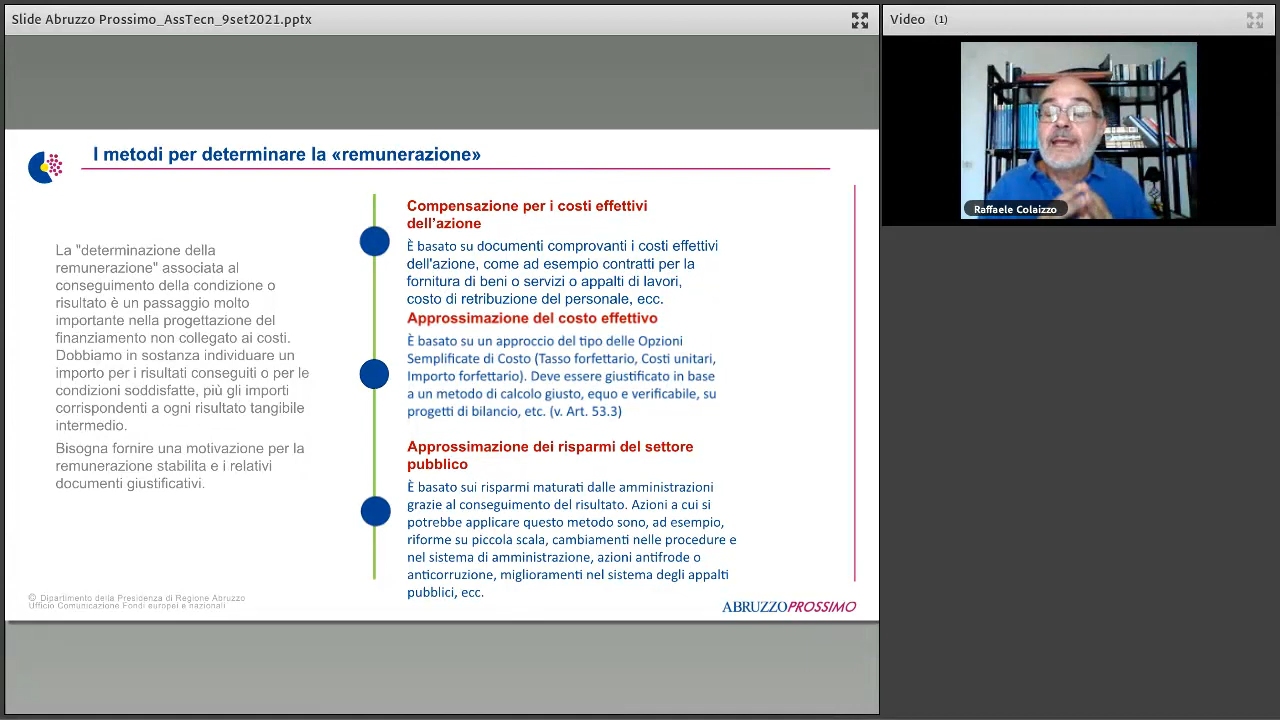 Slide Abruzzo Prossimo_AssTecn_9set2021.pptx
Video (1)
Raffaele Colaizzo
I metodi per determinare la «remunerazione»
La "determinazione della
remunerazione" associata al
conseguimento della condizione o
risultato è un passaggio molto
importante nella progettazione del
finanziamento non collegato ai costi.
Dobbiamo in sostanza individuare un
importo per i risultati conseguiti o per le
condizioni soddisfatte, più gli importi
corrispondenti a ogni risultato tangibile
intermedio.
Bisogna fornire una motivazione per la
remunerazione stabilita e i relativi
documenti giustificativi.
Compensazione per i costi effettivi
dell'azione
È basato su documenti comprovanti i costi effettivi
dell'azione, come ad esempio contratti per la
fornitura di beni o servizi o appalti di lavori,
costo di retribuzione del personale, ecc.
Approssimazione del costo effettivo
È basato su un approccio del tipo delle Opzioni
Semplificate di Costo (Tasso forfettario, Costi unitari,
Importo forfettario). Deve essere giustificato in base
a un metodo di calcolo giusto, equo e verificabile, su
progetti di bilancio, etc. (v. Art. 53.3)
Approssimazione dei risparmi del settore
pubblico
È basato sui risparmi maturati dalle amministrazioni
grazie al conseguimento del risultato. Azioni a cui si
potrebbe applicare questo metodo sono, ad esempio,
riforme su piccola scala, cambiamenti nelle procedure e
nel sistema di amministrazione, azioni antifrode o
anticorruzione, miglioramenti nel sistema degli appalti
pubblici, ecc.
© Dipartimento della Presidenza di Regione Abruzzo
Ufficio Comunicazione Fondi europei e nazionali
ABRUZZOPROSSIMO